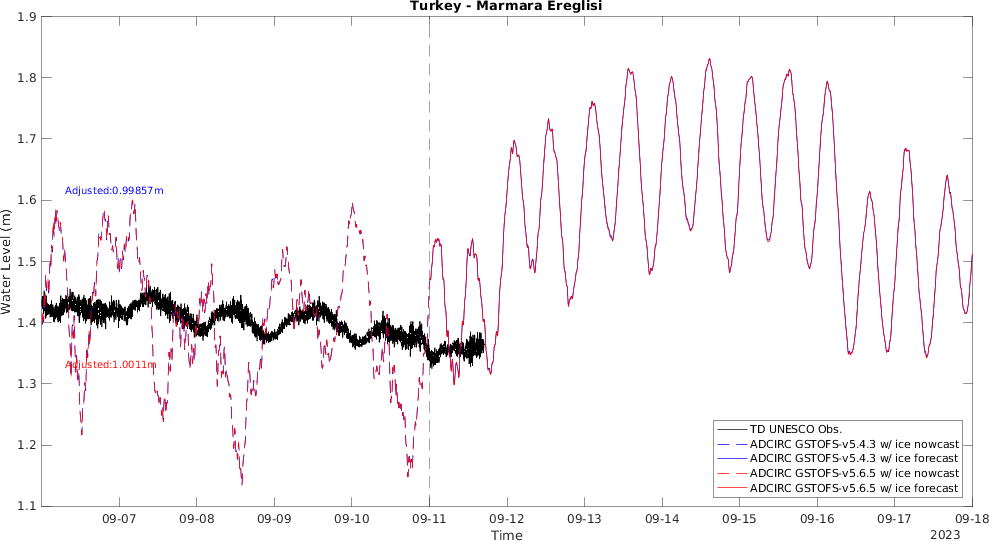 Turkey - Marmara Ereglisi
1.9
1.8
1.7
1.6
1.5
1.4
1.3
1.2
1.1
Water Level (m)
Adjusted:0.99857m
Adjusted:1.0011m
TD UNESCO Obs.
ADCIRC GSTOFS-v5.4.3 w/ ice nowcast
ADCIRC GSTOFS-v5.4.3 w/ ice forecast
ADCIRC GSTOFS-v5.6.5 w/ ice nowcast
ADCIRC GSTOFS-v5.6.5 w/ ice forecast
09-07 09-08 09-09 09-10 09-11 09-12 09-13 09-14 09-15 09-16 09-17 09-18
Time
2023